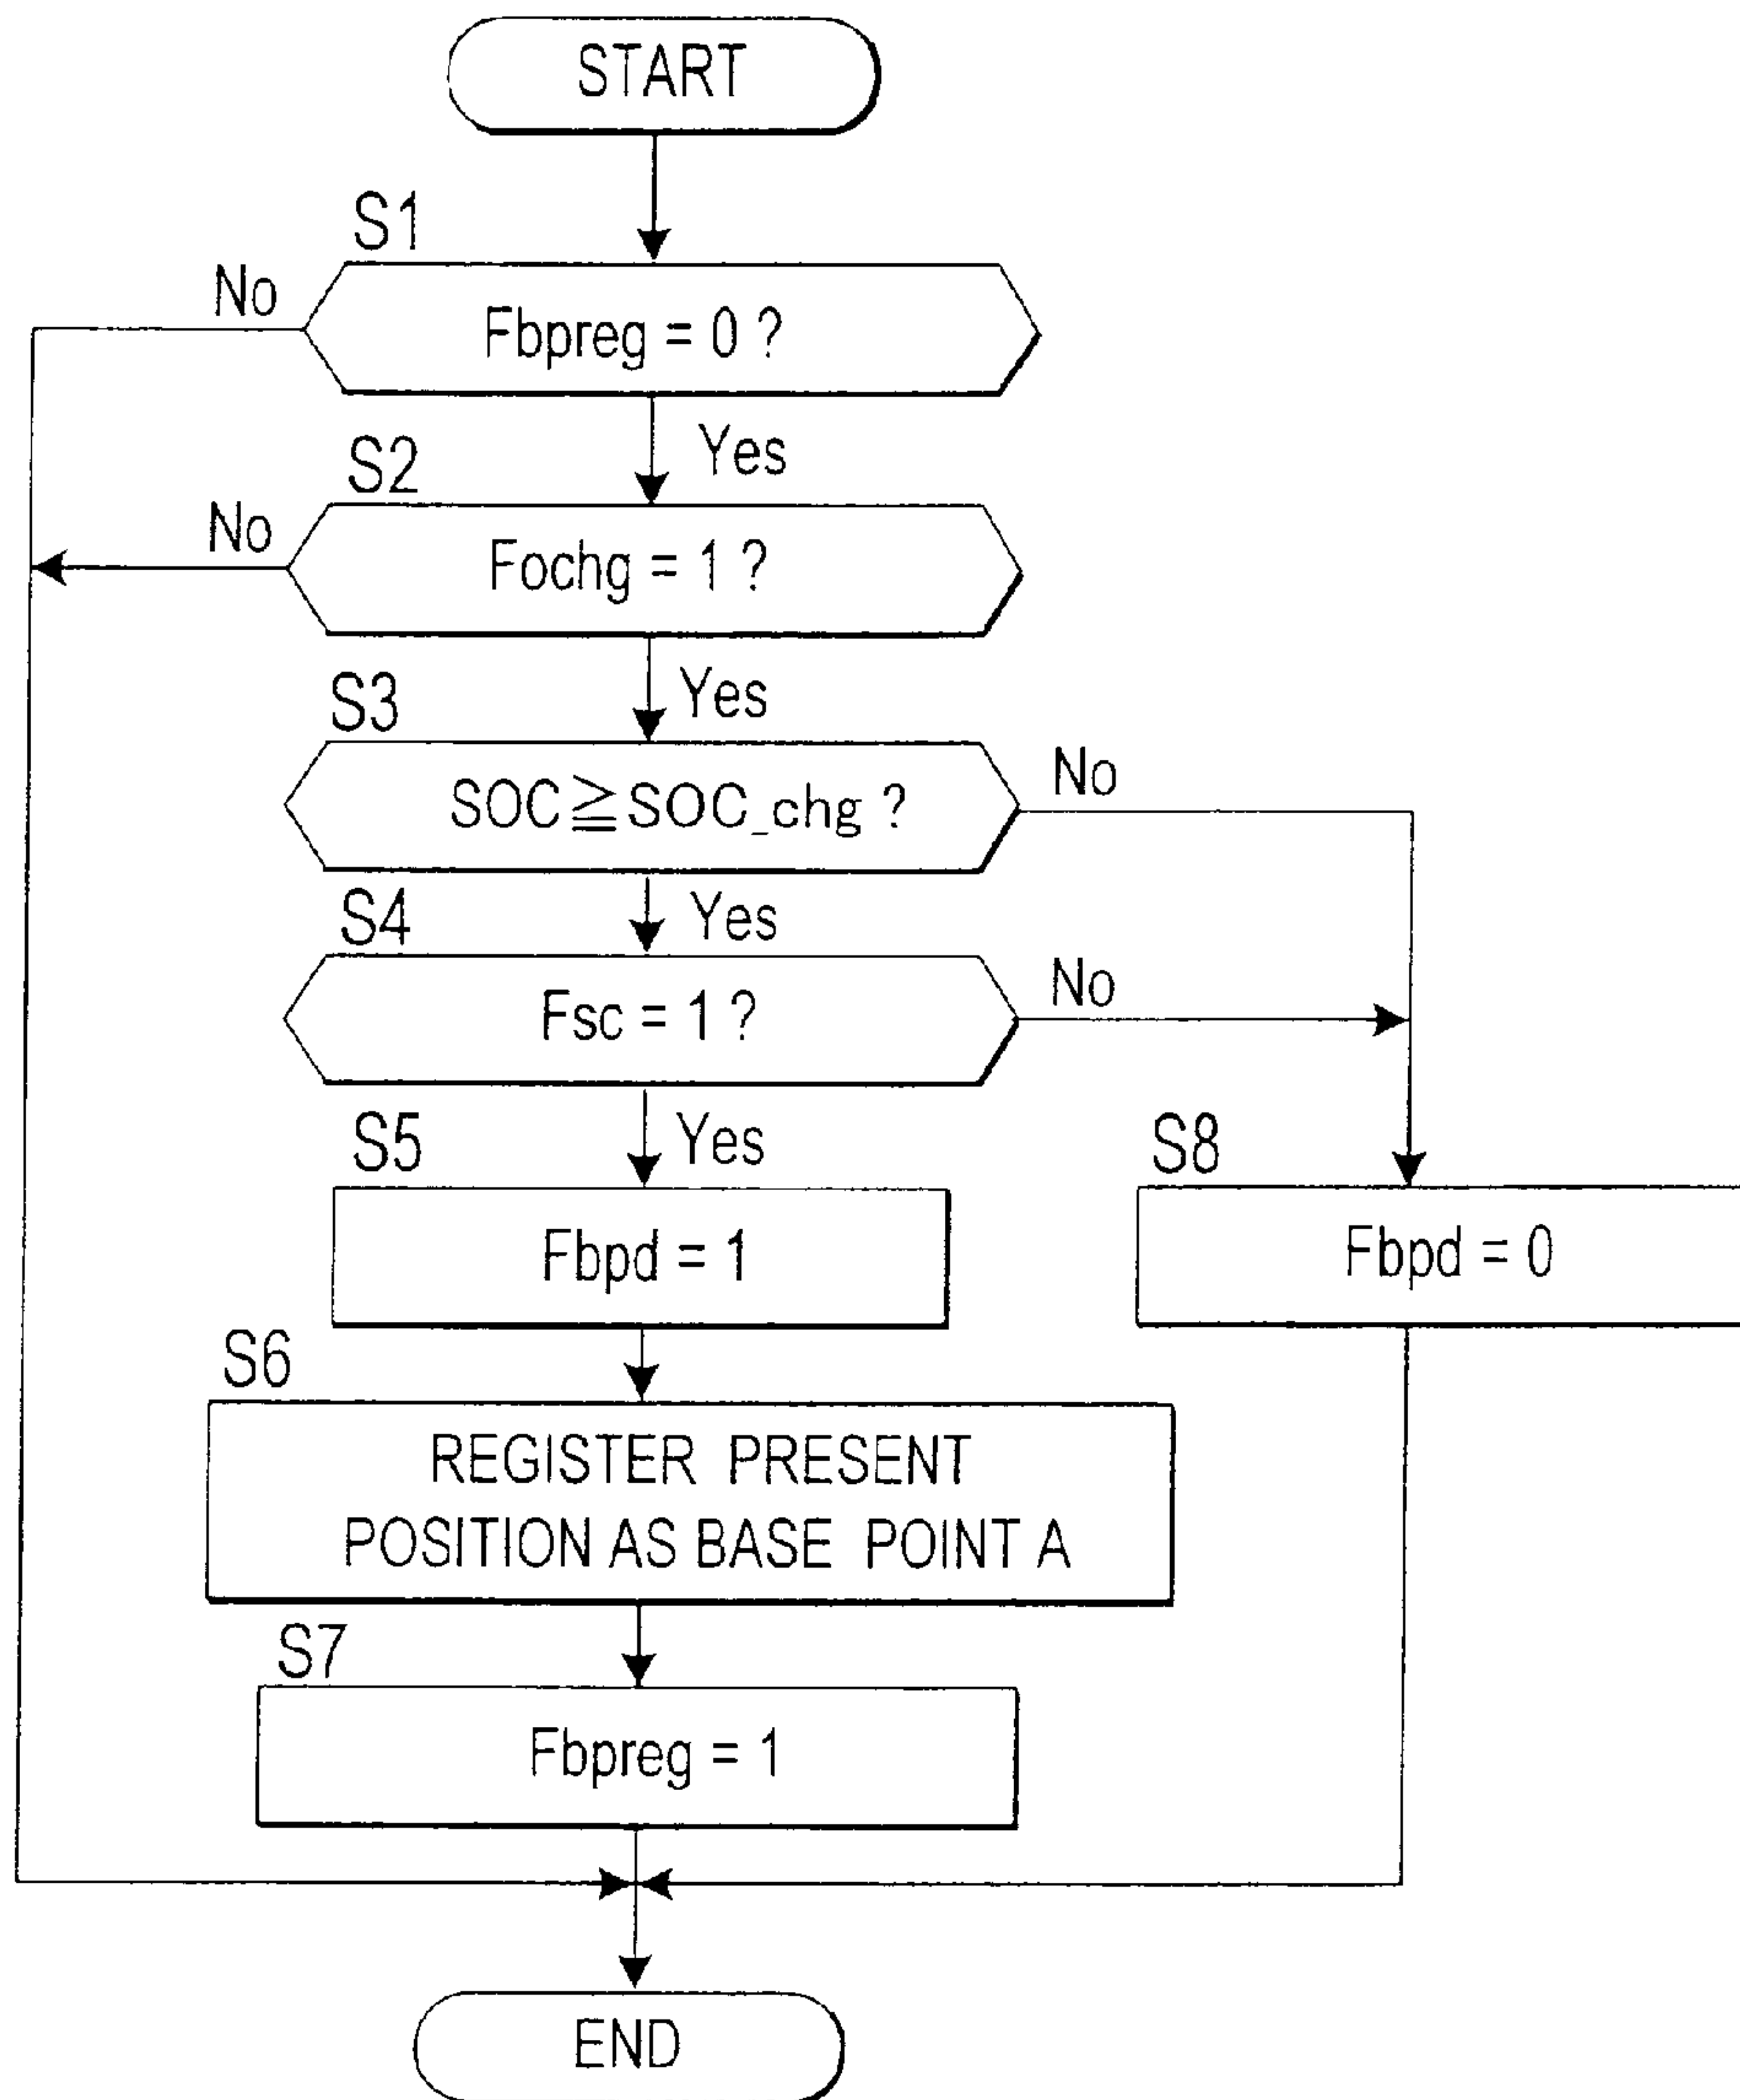 START
S1
No
Fbpreg = 0 ?
Yes
S2
No
Fochg = 1 ?
Yes
S3
No
SOC≧SOC_chg ?
Yes
S4
No
Fsc = 1 ?
Yes
S5
S8
Fbpd = 1
Fbpd = 0
S6
REGISTER PRESENT
POSITION AS BASE POINT A
S7
Fbpreg = 1
END